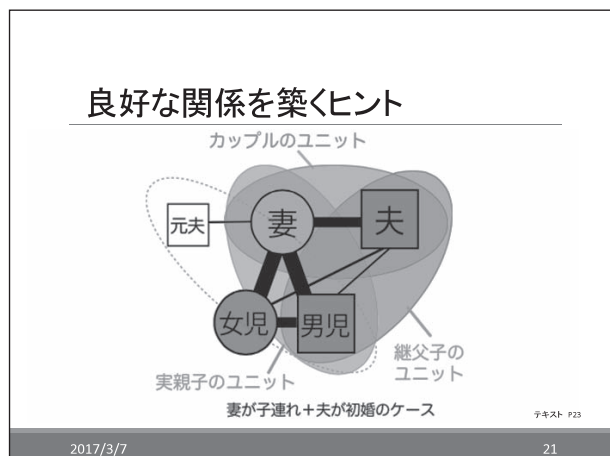 良好な関係を築くヒント
カップルのユニット
元夫
妻
夫
女児
男児
継父子の
ユニット
実親子のユニット
妻が子連れ+夫が初婚のケース
テキスト P23
2017/3/7
21